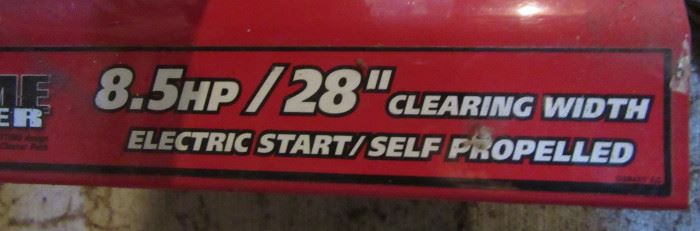 8.5HP / 28" CLEARING WIDTH
ELECTRIC START/SELF PROPELLED